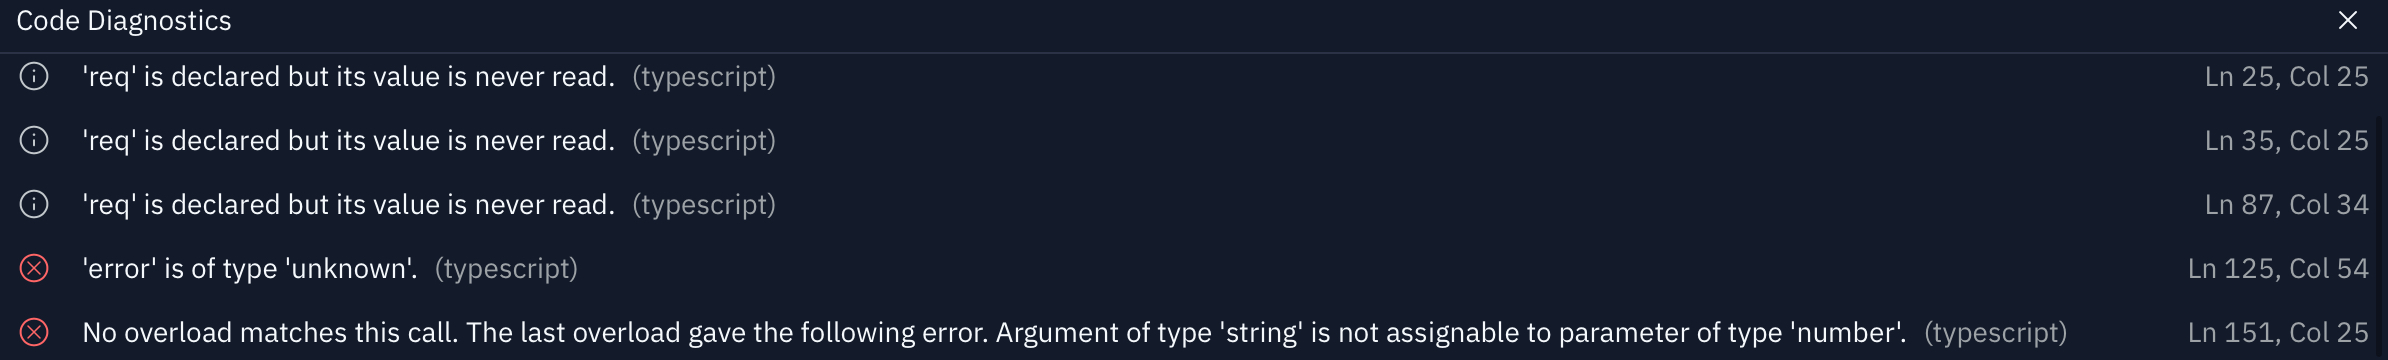 Code Diagnostics
'req' is declared but its value is never read. (typescript) Ln 25, Col 25
'req' is declared but its value is never read. (typescript) Ln 35, Col 25
'req' is declared but its value is never read. (typescript) Ln 87, Col 34
'error' is of type 'unknown'. (typescript) Ln 125, Col 54
No overload matches this call. The last overload gave the following error. Argument of type 'string' is not assignable to parameter of type 'number'. (typescript) Ln 151, Col 25